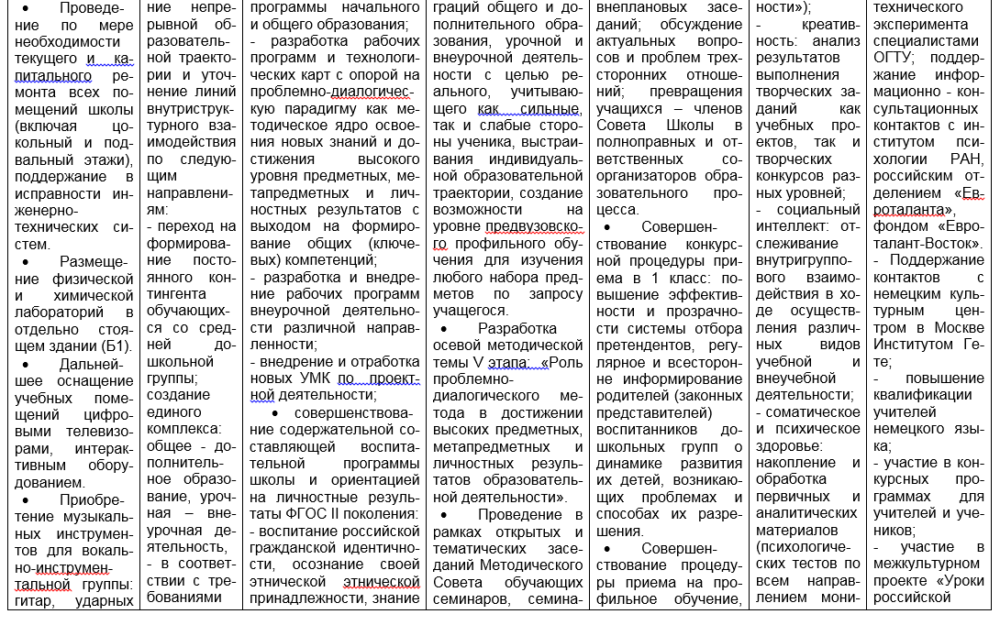 • Проведе-
ние по мере
необходимости
текущего и ка-
питального ре-
монта всех по-
мещений школы
(включая цо-
кольный и под-
вальный этажи),
поддержание в
исправности ин-
женерно-
технических си-
стем.
• Размеще-
ние физической
и химической
лабораторий в
отдельно стоя-
щем здании (Б1).
• Дальней-
шее оснащение
учебных поме-
щений цифро-
выми телевизо-
рами, интерак-
тивным обору-
дованием.
• Приобре-
тение музыкаль-
ных инструмен-
тов для вокаль-
но-инструмен-
тальной группы:
гитар, ударных
ние непре-
рывной об-
разователь-
ной траекто-
рии и уточ-
нение линий
внутриструк-
турного вза-
имодействия
по следую-
щим
направлени-
ям:
- переход на
формирова-
ние посто-
янного кон-
тингента
обучающих-
ся со сред-
ней до-
школьной
группы;
создание
единого
комплекса:
общее - до-
полнитель-
ное образо-
вание, уроч-
ная – вне-
урочная де-
ятельность,
- в соответ-
ствии с тре-
бованиями
программы начального
и общего образования;
- разработка рабочих
программ и технологи-
ческих карт с опорой на
проблемно-диалогичес-
кую парадигму как ме-
тодическое ядро освое-
ния новых знаний и до-
стижения высокого
уровня предметных, ме-
тапредметных и лич-
ностных результатов с
выходом на формиро-
вание общих (ключе-
вых) компетенций;
- разработка и внедре-
ние рабочих программ
внеурочной деятельно-
сти различной направ-
ленности;
- внедрение и отработка
новых УМК по проект-
ной деятельности;
• совершенствова-
ние содержательной со-
ставляющей воспита-
тельной программы
школы и ориентацией
на личностные резуль-
таты ФГОС II поколения:
- воспитание российской
гражданской идентично-
сти, осознание своей
этнической этнической
принадлежности, знание
граций общего и до-
полнительного обра-
зования, урочной и
внеурочной деятель-
ности с целью ре-
ального, учитываю-
щего как сильные,
так и слабые сторо-
ны ученика, выстраи-
вания индивидуаль-
ной образовательной
траектории, создание
возможности на
уровне предвузовско-
го профильного обу-
чения для изучения
любого набора пред-
метов по запросу
учащегося.
• Разработка
осевой методической
темы V этапа: «Роль
проблемно-
диалогического ме-
тода в достижении
высоких предметных,
метапредметных и
личностных резуль-
татов образователь-
ной деятельности».
• Проведение в
рамках открытых и
тематических засе-
даний Методического
Совета обучающих
семинаров, семина-
внеплановых засе-
даний; обсуждение
актуальных вопро-
сов и проблем трех-
сторонних отноше-
ний; превращения
учащихся – членов
Совета Школы в
полноправных и от-
ветственных со-
организаторов обра-
зовательного про-
цесса.
• Совершен-
ствование конкурс-
ной процедуры при-
ема в 1 класс: по-
вышение эффектив-
ности и прозрачно-
сти системы отбора
претендентов, регу-
лярное и всесторон-
не информирование
родителей (законных
представителей)
воспитанников до-
школьных групп о
динамике развития
их детей, возникаю-
щих проблемах и
способах их разре-
шения.
• Совершен-
ствование процеду-
ры приема на про-
фильное обучение,
ности»);
- креатив-
ность: анализ
результатов
выполнения
творческих за-
даний как
учебных про-
ектов, так и
творческих
конкурсов раз-
ных уровней;
- социальный
интеллект: от-
слеживание
внутригруппо-
вого взаимо-
действия в хо-
де осуществ-
ления различ-
ных видов
учебной и
внеучебной
деятельности;
- соматическое
и психическое
здоровье:
накопление и
обработка
первичных и
аналитических
материалов
(психологиче-
ских тестов по
всем направ-
лением мони-
технического
эксперимента
специалистами
ОГТУ; поддер-
жание инфор-
мационно - кон-
сультационных
контактов с ин-
ститутом пси-
хологии РАН,
российским от-
делением «Ев-
роталанта»,
фондом «Евро-
талант-Восток».
- Поддержание
контактов с
немецким куль-
турным цен-
тром в Москве
Институтом Ге-
те;
- повышение
квалификации
учителей
немецкого язы-
ка;
- участие в кон-
курсных про-
граммах для
учителей и уче-
ников;
- участие в
межкультурном
проекте «Уроки
российской